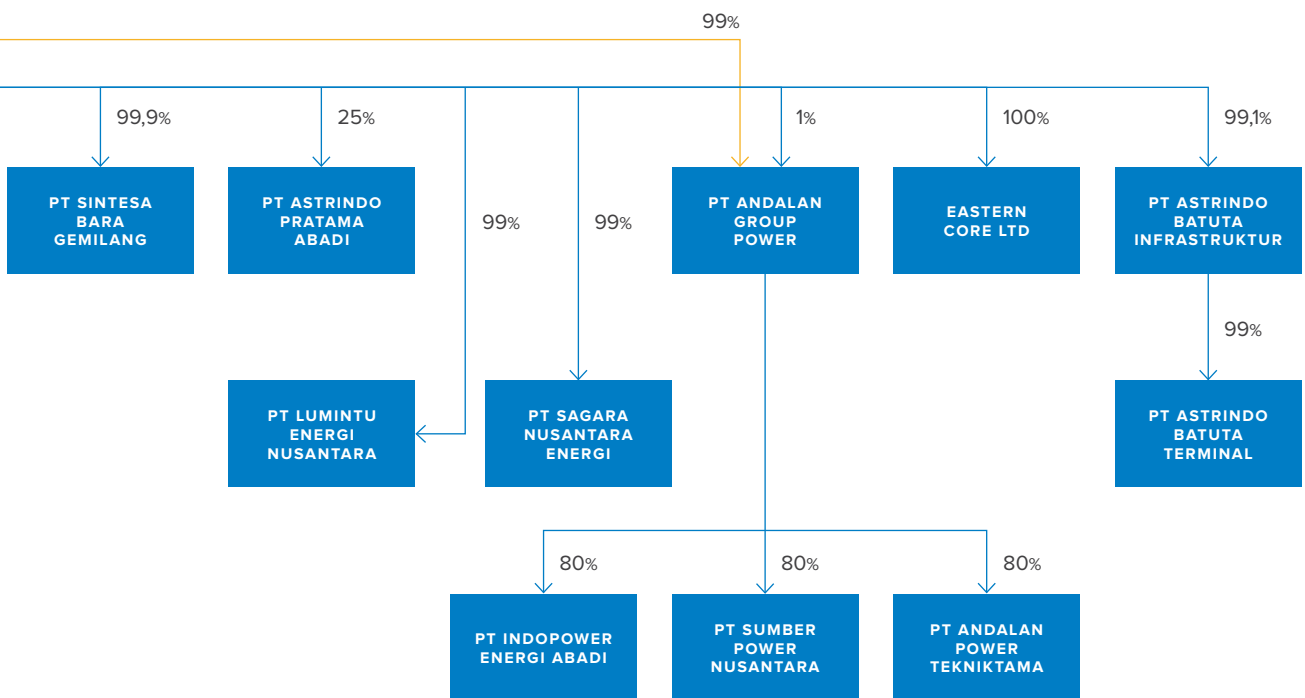 99%
99,9%
25%
1%
100%
99,1%
PT SINTESA
BARA
GEMILANG
PT ASTRINDO
PRATAMA
ABADI
99%
99%
PT ANDALAN
GROUP
POWER
EASTERN
CORE LTD
PT ASTRINDO
BATUTA
INFRASTRUKTUR
99%
PT LUMINTU
ENERGI
NUSANTARA
PT SAGARA
NUSANTARA
ENERGI
PT ASTRINDO
BATUTA
TERMINAL
80%
80%
80%
PT INDOPOWER
ENERGI ABADI
PT SUMBER
POWER
NUSANTARA
PT ANDALAN
POWER
TEKNIKTAMA